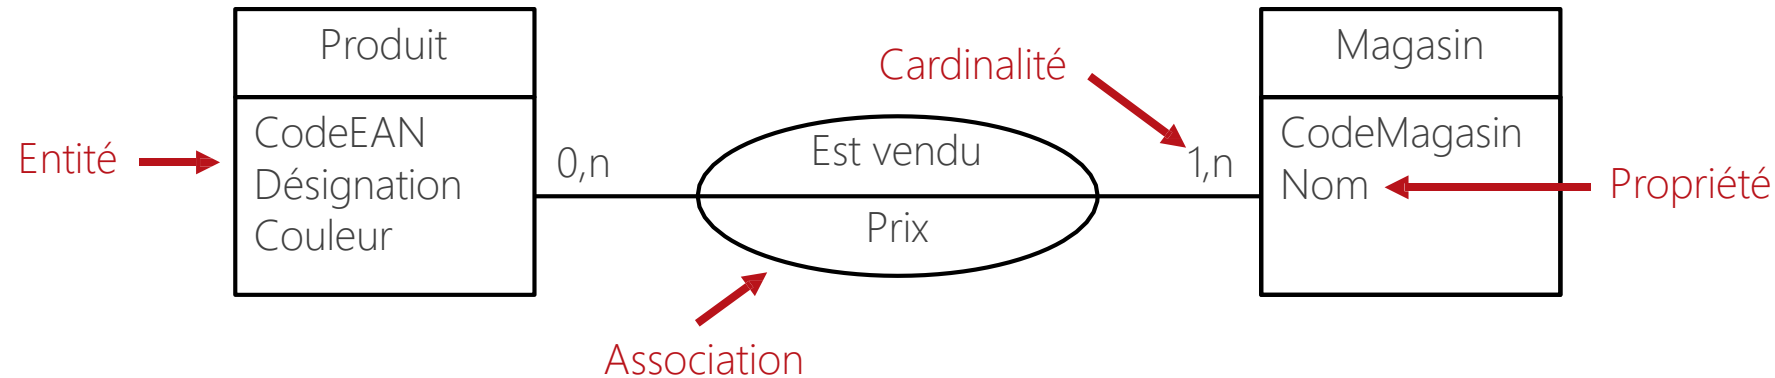 Produit
Magasin
Cardinalité
CodeEAN
Désignation
Couleur
Entité
0,n
Est vendu
Prix
1,n
CodeMagasin
Nom
Propriété
Association